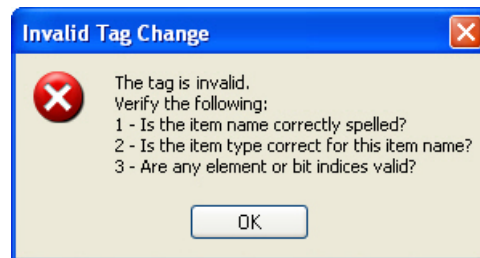 Invalid Tag Change
The tag is invalid.
Verify the following:
1 - Is the item name correctly spelled?
2 - Is the item type correct for this item name?
3 - Are any element or bit indices valid?
OK